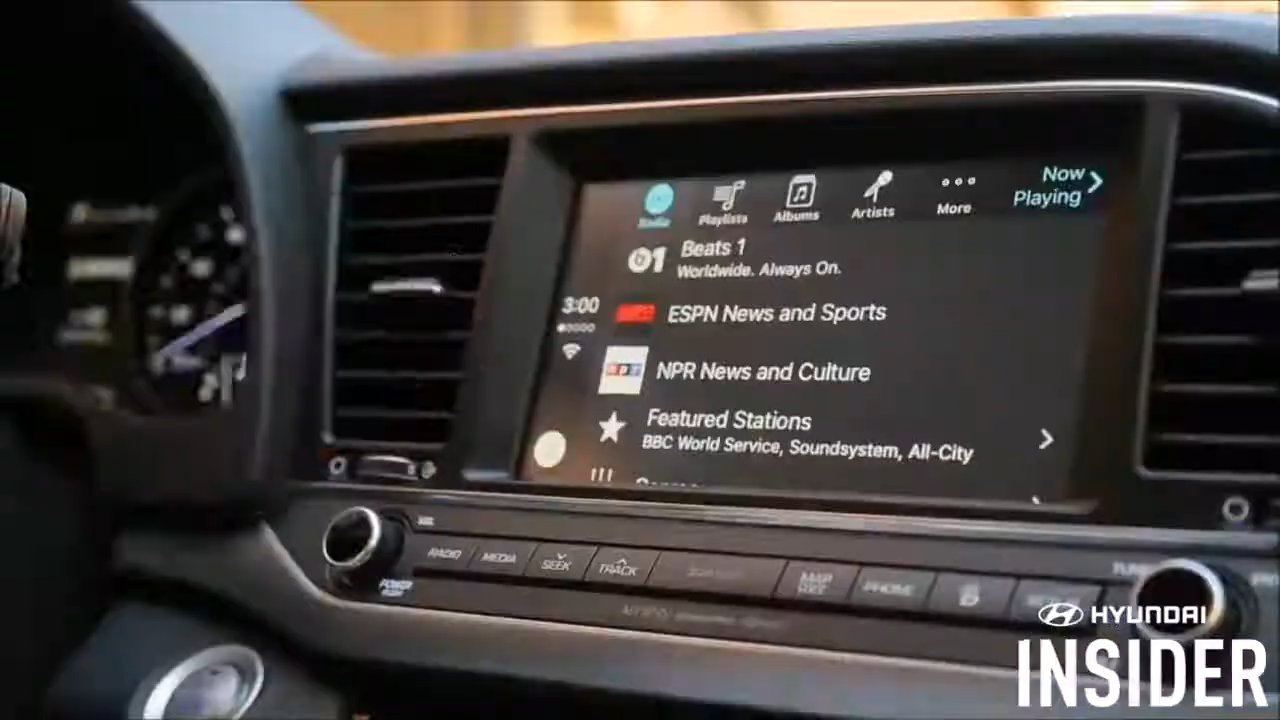 Radio
Playlists
Albums
Artists
More
Now
Playing
Beats 1
Worldwide. Always On.
3:00
ESPN News and Sports
npr
NPR News and Culture
Featured Stations
BBC World Service, Soundsystem, All-City
RADIO
MEDIA
SEEK
TRACK
MAP
PHONE
POWER
HYUNDAI
INSIDER